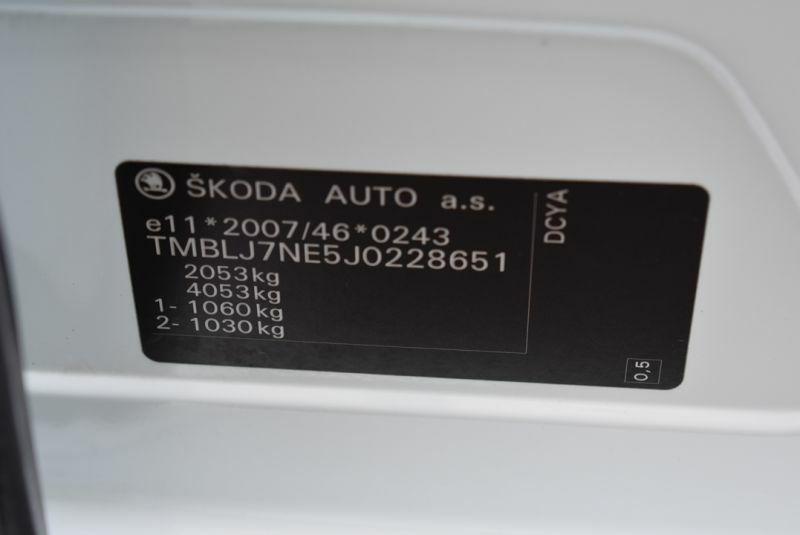 ŠKODA AUTO a.s.
e11*2007/46*0243
TMBLJ7NE5J0228651
2053kg
4053kg
1- 1060kg
2- 1030kg
DCYA
0,5